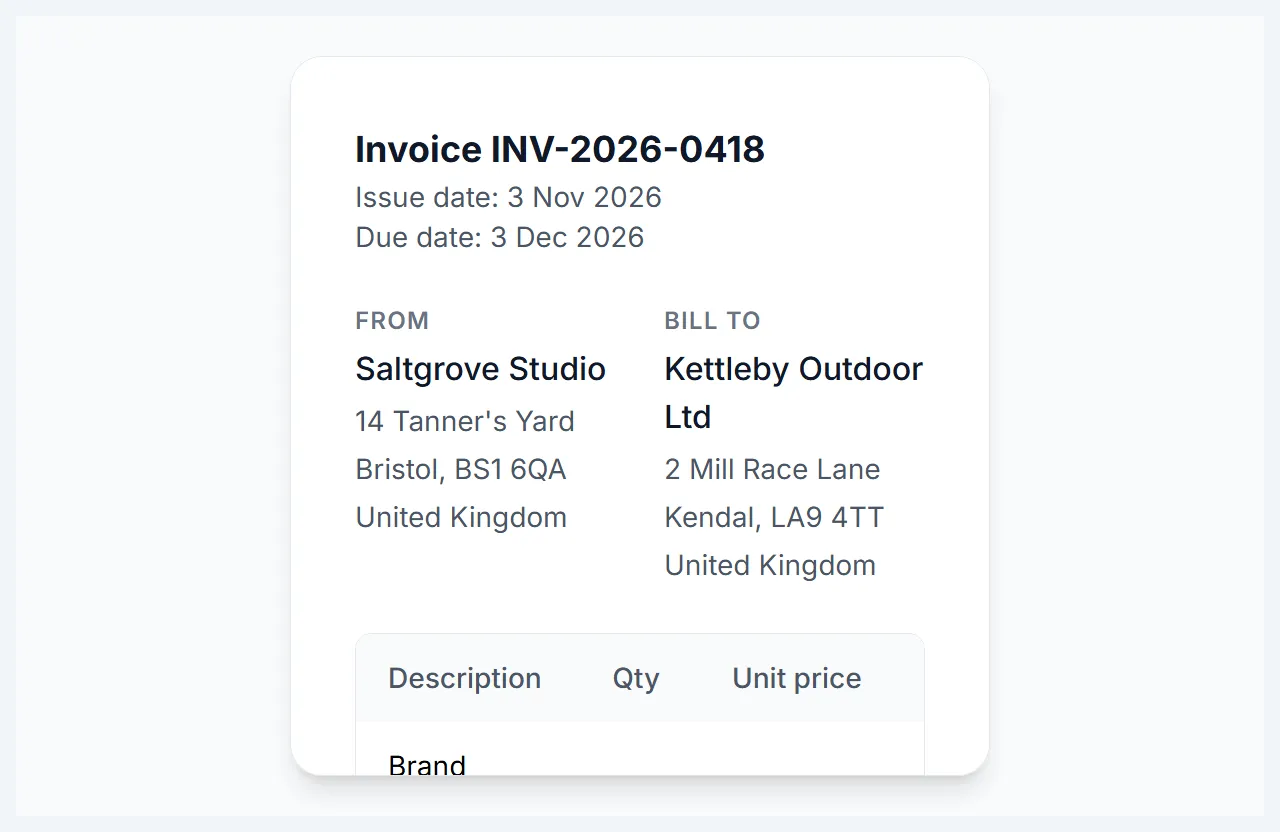 Invoice INV-2026-0418
Issue date: 3 Nov 2026
Due date: 3 Dec 2026
FROM
Saltgrove Studio
14 Tanner's Yard
Bristol, BS1 6QA
United Kingdom
BILL TO
Kettleby Outdoor
Ltd
2 Mill Race Lane
Kendal, LA9 4TT
United Kingdom
Description Qty Unit price
Brand